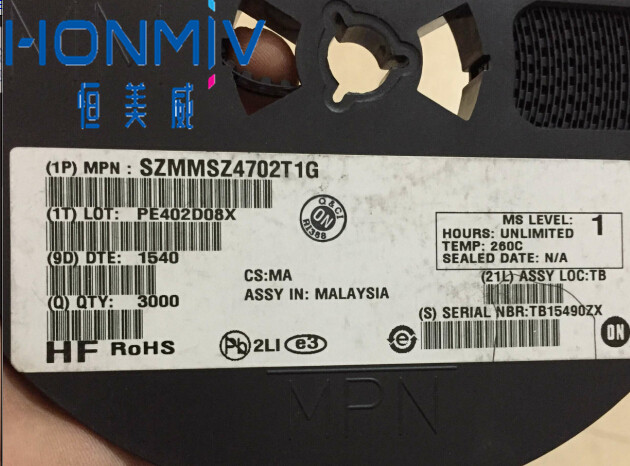 HONMIV
恒美威
(1P) MPN : SZMMSZ4702T1G
(1T) LOT: PE402D08X
(9D) DTE: 1540
(Q) QTY: 3000
HF RoHS
Q & CI
ON
CS:MA
ASSY IN: MALAYSIA
Pb 2LI e3
e
MS LEVEL: 1
HOURS: UNLIMITED
TEMP: 260C
SEALED DATE: N/A
(21L) ASSY LOC:TB
(S) SERIAL NBR:TB15490ZX
ON
MPN